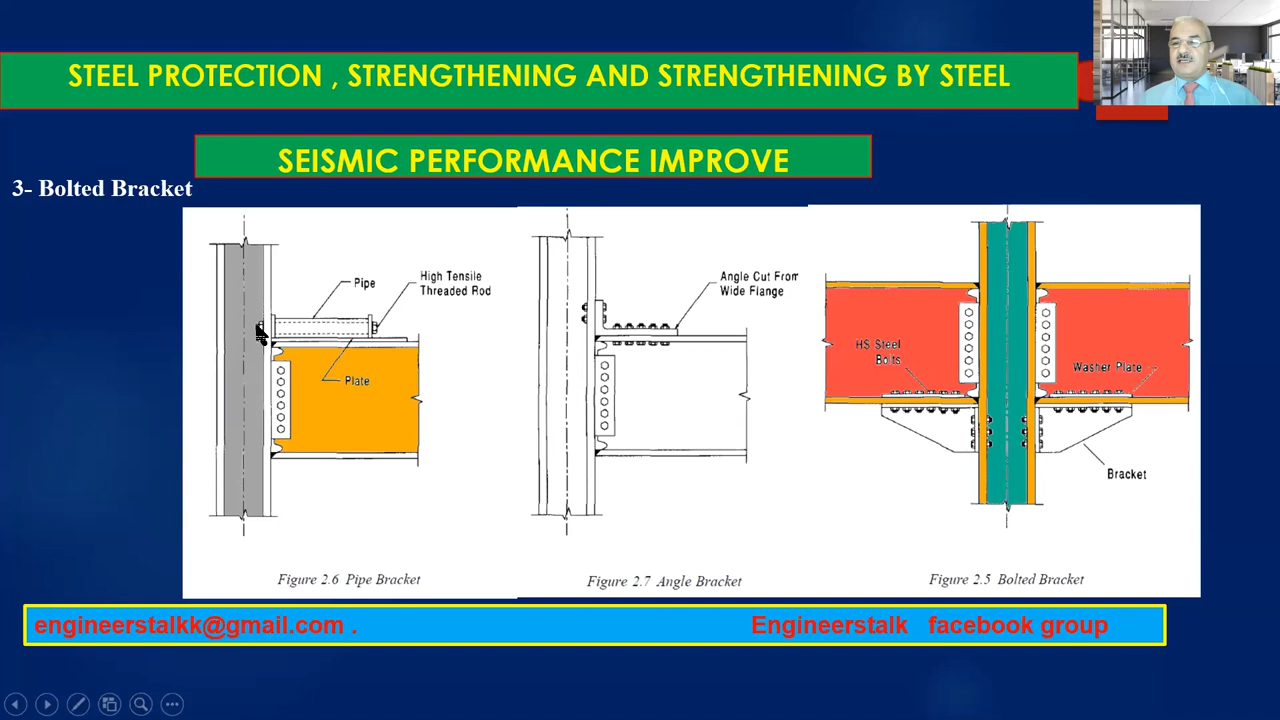 STEEL PROTECTION , STRENGTHENING AND STRENGTHENING BY STEEL
SEISMIC PERFORMANCE IMPROVE
3- Bolted Bracket
Pipe
High Tensile
Threaded Rod
Plate
Figure 2.6 Pipe Bracket
Angle Cut From
Wide Flange
Figure 2.7 Angle Bracket
HS Steel
Bolts
Washer Plate
Bracket
Figure 2.5 Bolted Bracket
engineerstalkk@gmail.com .
Engineerstalk facebook group